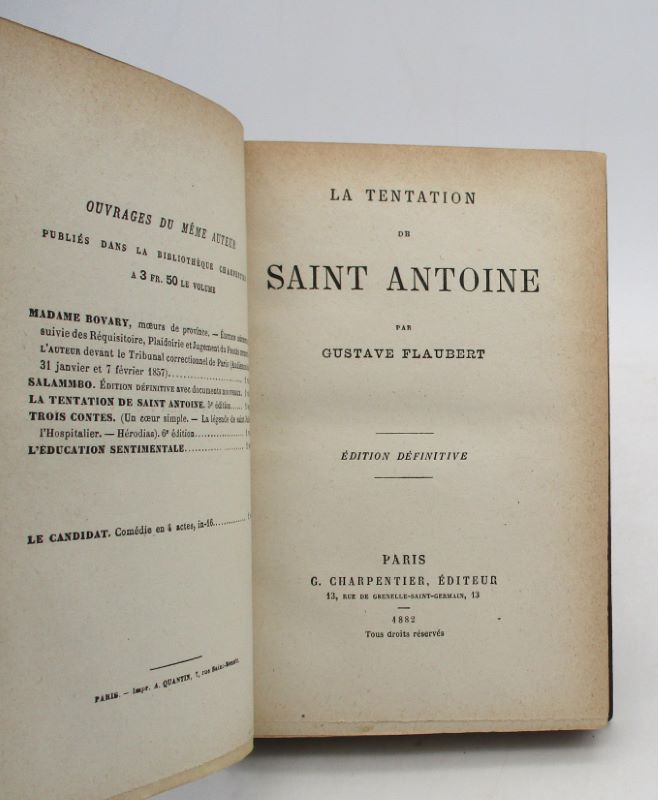 OUVRAGES DU MÊME AUTEUR
PUBLIÉS DANS LA BIBLIOTHÈQUE
A 3 FR. 50 LE VOLUME
MADAME BOVARY, mœurs de province. —
suivie des Réquisitoire, Plaidoirie et Jugement du
L'AUTEUR devant le Tribunal correctionnel de Paris
31 janvier et 7 février 1857)
SALAMMBO. ÉDITION DÉFINITIVE avec documents nouveaux.
LA TENTATION DE SAINT ANTOINE. édition
TROIS CONTES. (Un cœur simple. — La légende de saint
l'Hospitalier. — Hérodias). 6e édition
L'ÉDUCATION SENTIMENTALE
LE CANDIDAT. Comédie en 4 actes, in-16
PARIS. — Impr. A. QUANTIN, 7, rue
LA TENTATION
DE
SAINT ANTOINE
PAR
GUSTAVE FLAUBERT
ÉDITION DÉFINITIVE
PARIS
G. CHARPENTIER, ÉDITEUR
13, RUE DE GRENELLE-SAINT-GERMAIN, 13
1882
Tous droits réservés